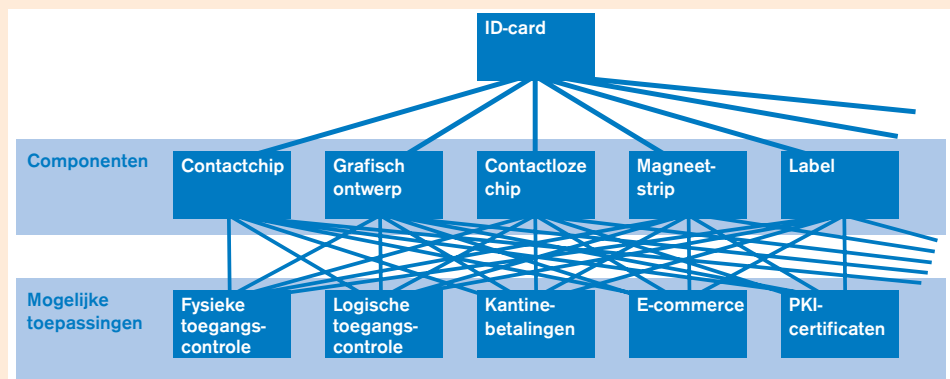 ID-card
Componenten
Contactchip
Grafisch
ontwerp
Contactloze
chip
Magneet-
strip
Label
Mogelijke
toepassingen
Fysieke
toegangs-
controle
Logische
toegangs-
controle
Kantine-
betalingen
E-commerce
PKI-
certificaten